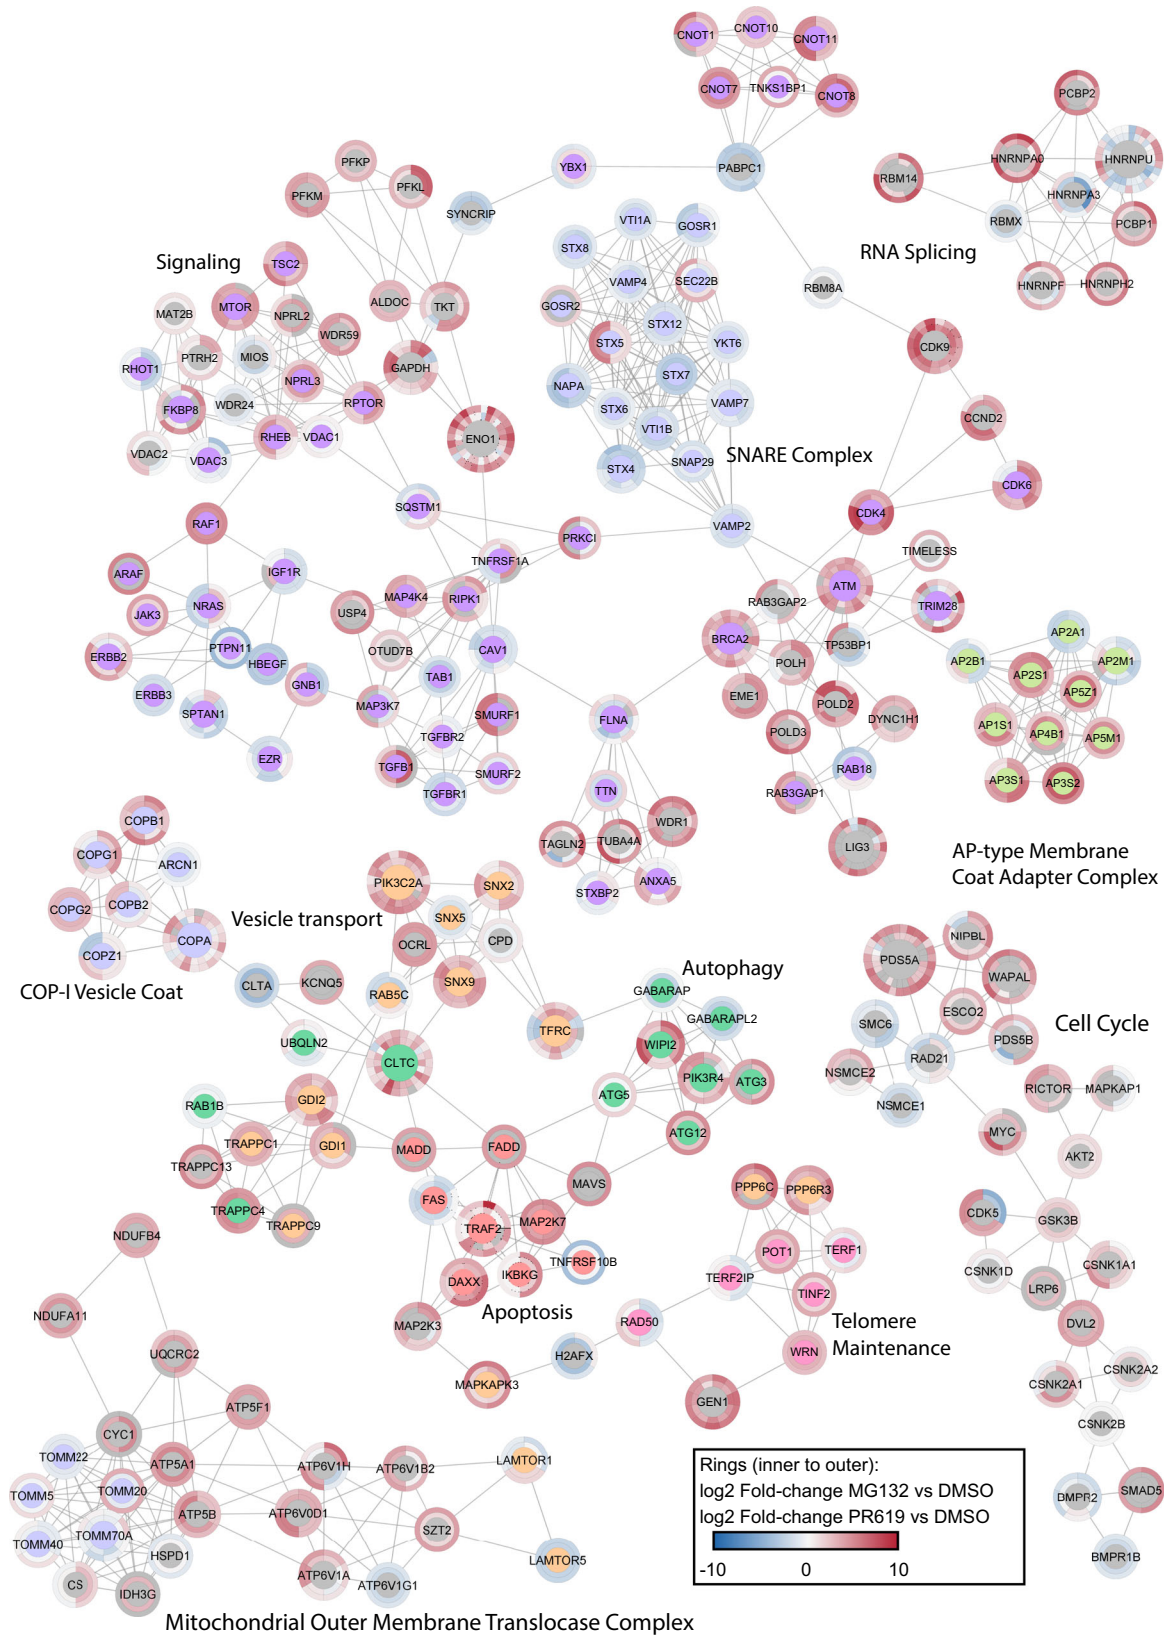 CNOT1
CNOT10
CNOT11
CNOT7
TNKS1BP1
CNOT8
PCBP2
PFKP
PFKL
PFKM
YBX1
PABPC1
HNRNPA0
HNRNPU
RBM14
HNRNPA3
SYNCRIP
VTI1A
GOSR1
RBMX
PCBP1
STX8
RNA Splicing
Signaling
TSC2
VAMP4
SEC22B
RBM8A
HNRNPF
HNRNPH2
MTOR
NPRL2
ALDOC
TKT
GOSR2
MAT2B
WDR59
STX12
STX5
YKT6
CDK9
PTRH2
MIOS
GAPDH
RHOT1
STX7
NPRL3
NAPA
FKBP8
WDR24
RPTOR
STX6
VAMP7
CCND2
RHEB
VDAC1
ENO1
VTI1B
VDAC2
VDAC3
STX4
SNAP29
SNARE Complex
CDK6
SQSTM1
CDK4
RAF1
PRKCI
VAMP2
TIMELESS
TNFRSF1A
ARAF
IGF1R
RAB3GAP2
ATM
MAP4K4
RIPK1
NRAS
JAK3
USP4
TRIM28
BRCA2
TP53BP1
AP2A1
PTPN11
ERBB2
HBEGF
OTUD7B
CAV1
POLH
AP2B1
AP2M1
ERBB3
GNB1
TAB1
AP2S1
AP5Z1
EME1
POLD2
SPTAN1
MAP3K7
SMURF1
FLNA
DYNC1H1
AP1S1
AP4B1
AP5M1
POLD3
TGFBR2
EZR
TGFB1
SMURF2
RAB18
AP3S1
AP3S2
TGFBR1
TTN
RAB3GAP1
COPB1
WDR1
TAGLN2
TUBA4A
LIG3
AP-type Membrane
Coat Adapter Complex
COPG1
ARCN1
PIK3C2A
SNX2
STXBP2
ANXA5
COPG2
COPB2
Vesicle transport
SNX5
COPA
OCRL
CPD
NIPBL
COPZ1
PDS5A
Autophagy
WAPAL
COP-I Vesicle Coat
CLTA
KCNQ5
SNX9
GABARAP
RAB5C
ESCO2
Cell Cycle
GABARAPL2
SMC6
TFRC
UBQLN2
WIPI2
PDS5B
CLTC
RAD21
NSMCE2
PIK3R4
ATG3
RICTOR
MAPKAP1
RAB1B
GDI2
ATG5
NSMCE1
TRAPPC1
ATG12
MYC
GDI1
MADD
FADD
TRAPPC13
AKT2
MAVS
PPP6C
PPP6R3
TRAPPC4
FAS
CDK5
TRAPPC9
TRAF2
MAP2K7
GSK3B
NDUFB4
POT1
TERF1
TNFRSF10B
CSNK1D
CSNK1A1
DAXX
IKBKG
TERF2IP
LRP6
TINF2
NDUFA11
Apoptosis
Telomere
Maintenance
RAD50
MAP2K3
DVL2
UQCRC2
H2AFX
WRN
CSNK2A2
MAPKAPK3
CSNK2A1
ATP5F1
GEN1
CSNK2B
CYC1
TOMM22
ATP5A1
ATP6V1H
ATP6V1B2
LAMTOR1
TOMM5
TOMM20
ATP5B
ATP6V0D1
BMPR2
SMAD5
TOMM70A
SZT2
TOMM40
HSPD1
LAMTOR5
BMPR1B
CS
IDH3G
ATP6V1A
ATP6V1G1
Rings (inner to outer):
log2 Fold-change MG132 vs DMSO
log2 Fold-change PR619 vs DMSO
-10 0 10
Mitochondrial Outer Membrane Translocase Complex